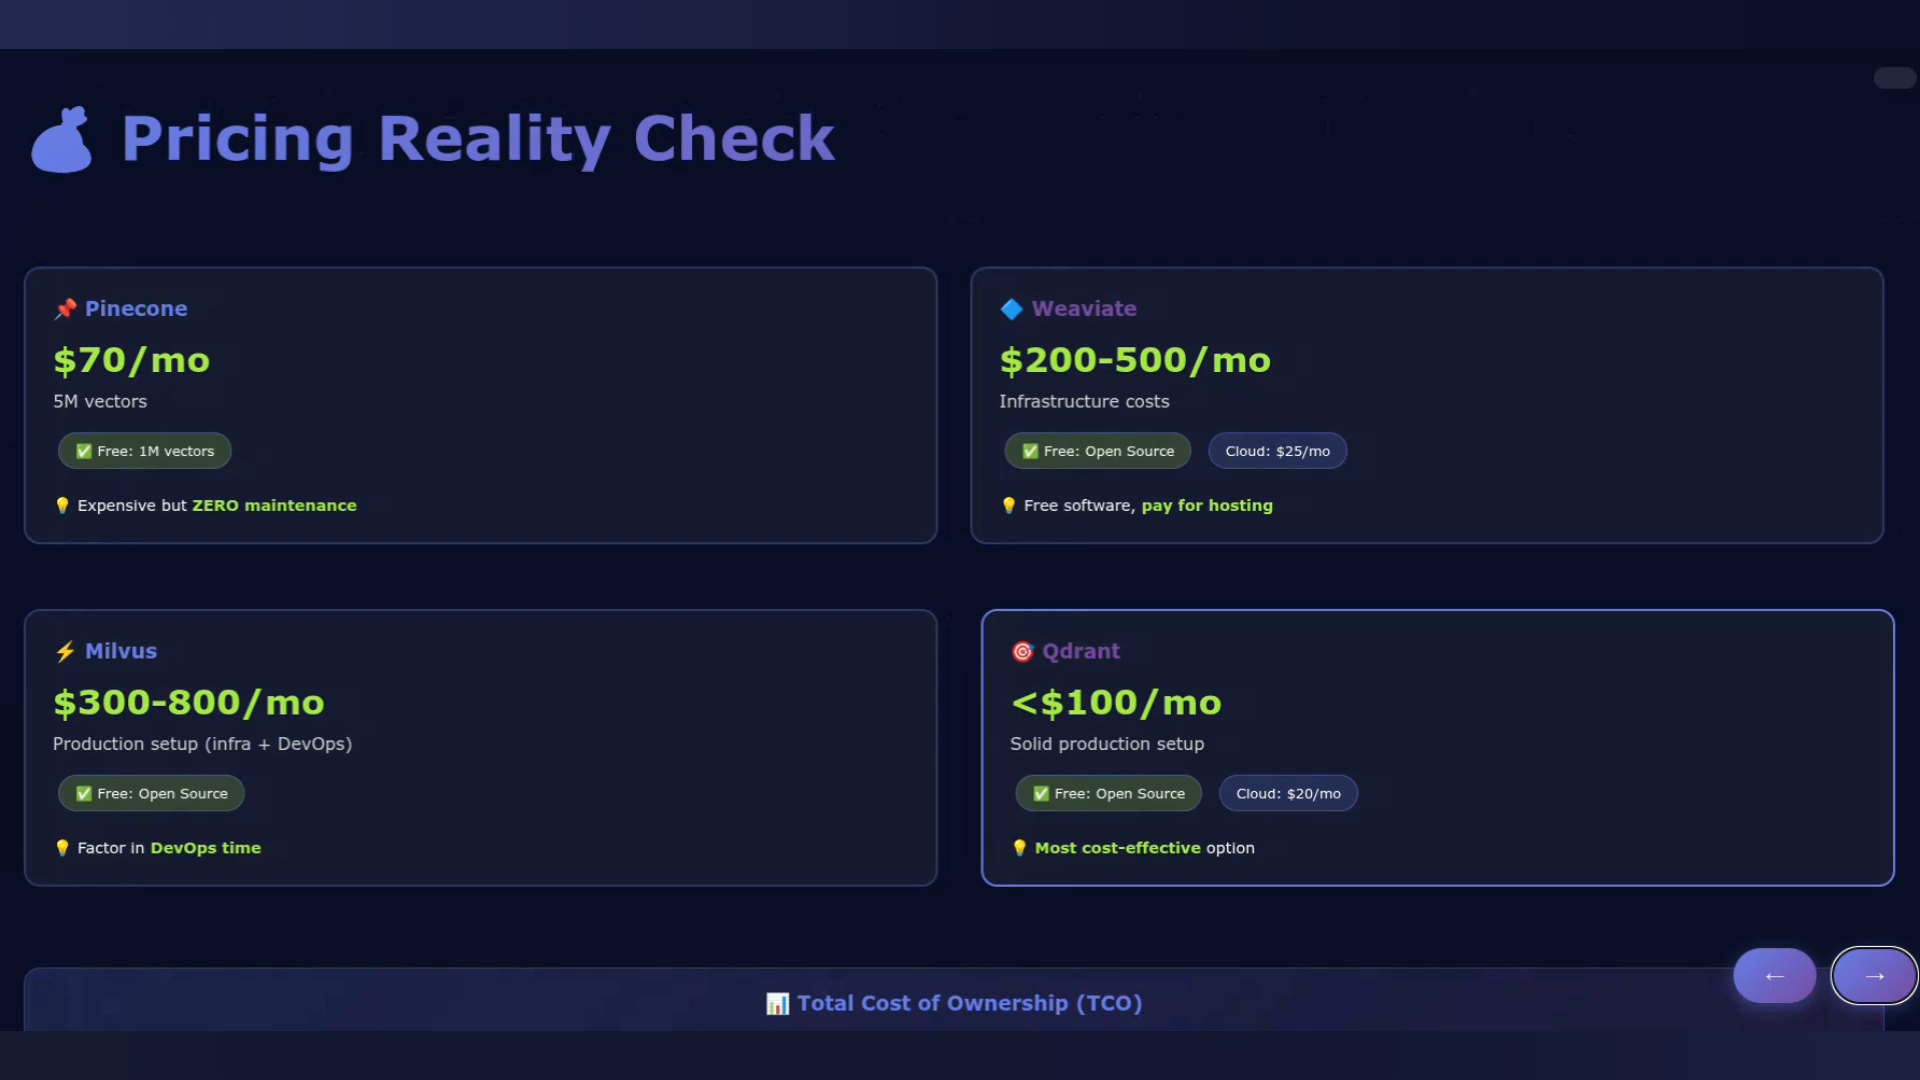 💰 Pricing Reality Check
📌 Pinecone
$70/mo
5M vectors
✅ Free: 1M vectors
💡 Expensive but ZERO maintenance
🔷 Weaviate
$200-500/mo
Infrastructure costs
✅ Free: Open Source Cloud: $25/mo
💡 Free software, pay for hosting
⚡ Milvus
$300-800/mo
Production setup (infra + DevOps)
✅ Free: Open Source
💡 Factor in DevOps time
🎯 Qdrant
<$100/mo
Solid production setup
✅ Free: Open Source Cloud: $20/mo
💡 Most cost-effective option
📊 Total Cost of Ownership (TCO)
← →